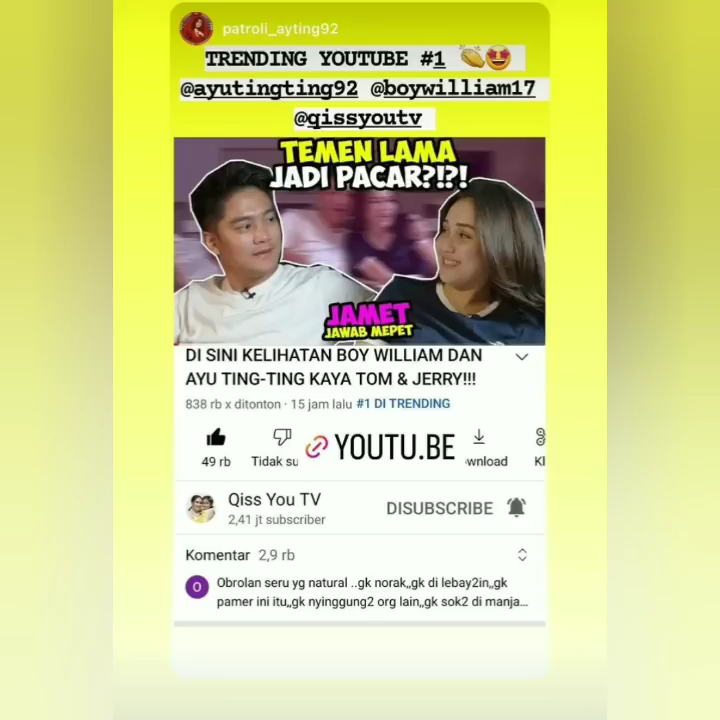 patroli_ayting92
TRENDING YOUTUBE #1 👏🤩
@ayutingting92 @boywilliam17
@qissyoutv
TEMEN LAMA
JADI PACAR?!?!
JAMET
JAWAB MEPET
DI SINI KELIHATAN BOY WILLIAM DAN
AYU TING-TING KAYA TOM & JERRY!!!
838 rb x ditonton · 15 jam lalu #1 DI TRENDING
49 rb Tidak su YOUTU.BE wnload Kl
Qiss You TV
2,41 jt subscriber
DISUBSCRIBE
Komentar 2,9 rb
O
Obrolan seru yg natural ..gk norak,,gk di lebay2in,,gk
pamer ini itu,,gk nyinggung2 org lain,,gk sok2 di manja...